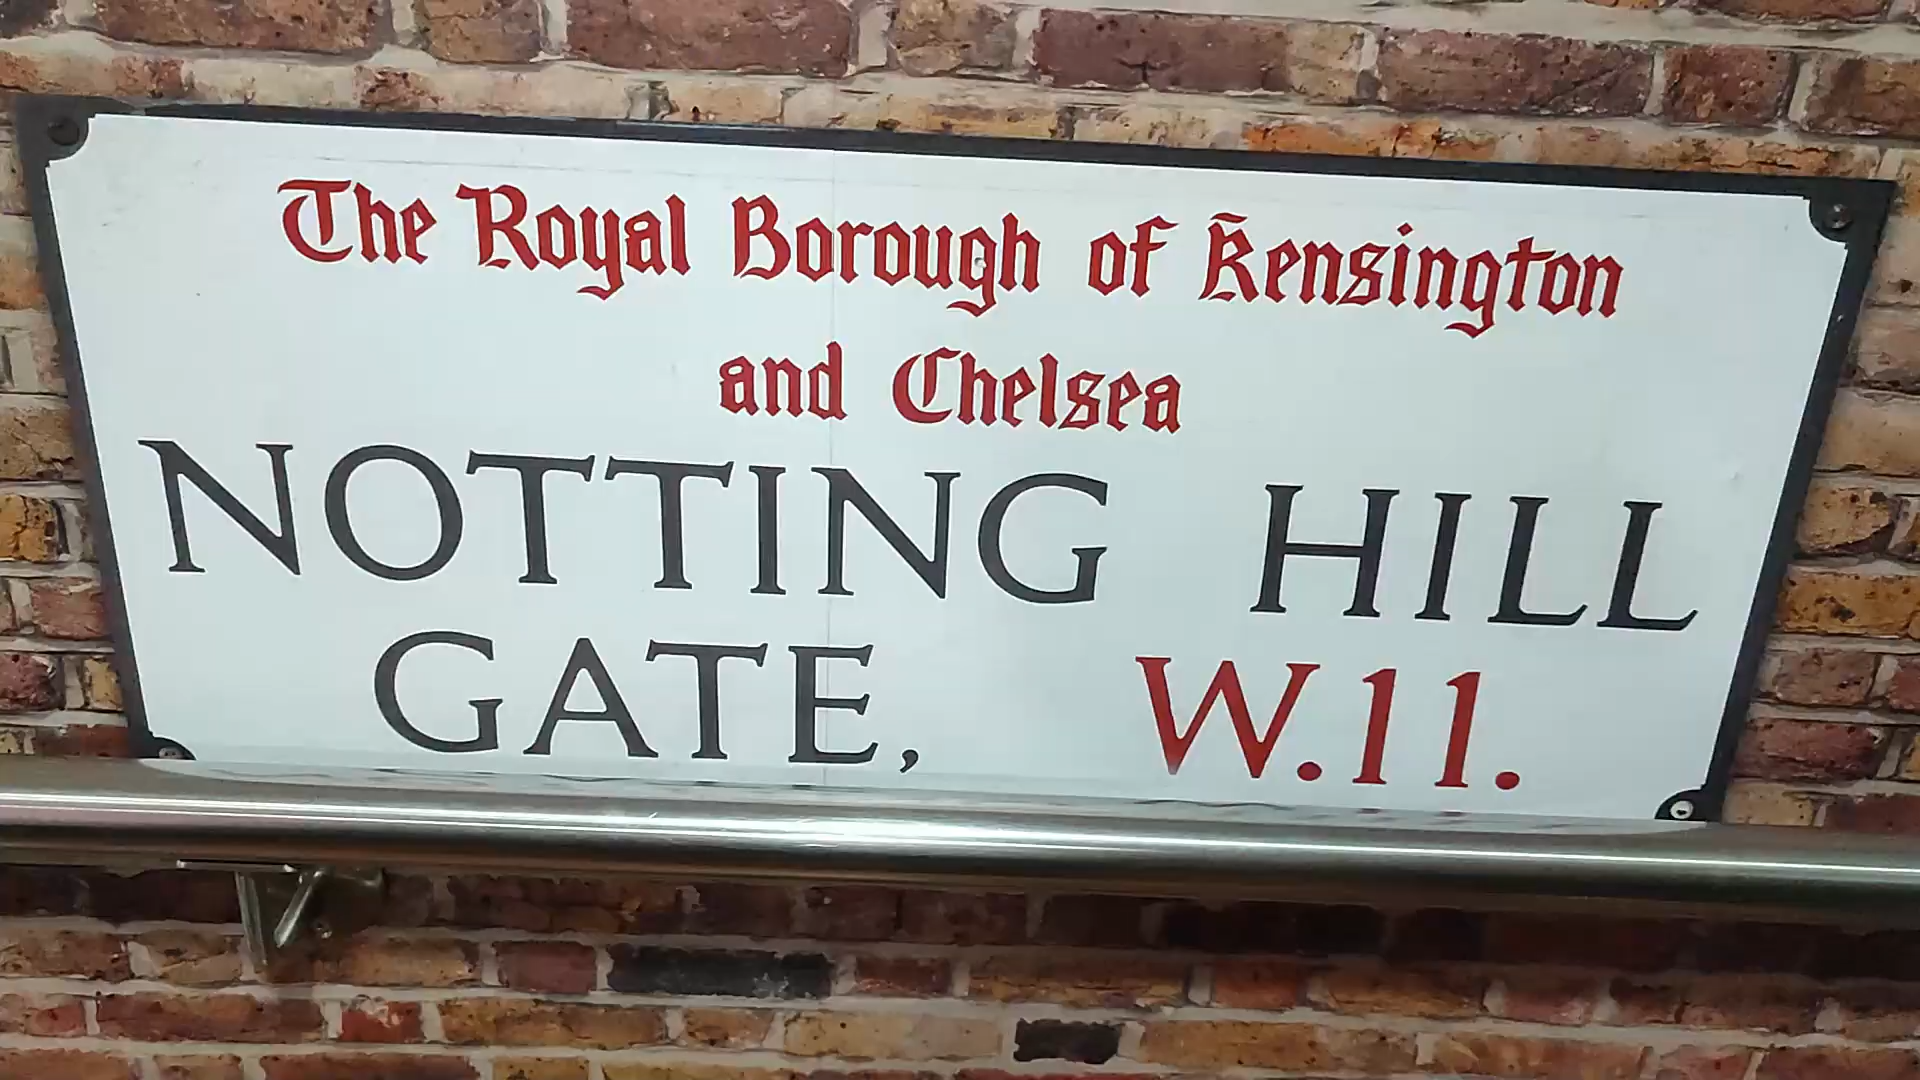 The Royal Borough of Kensington
and Chelsea
NOTTING HILL
GATE, W.11.